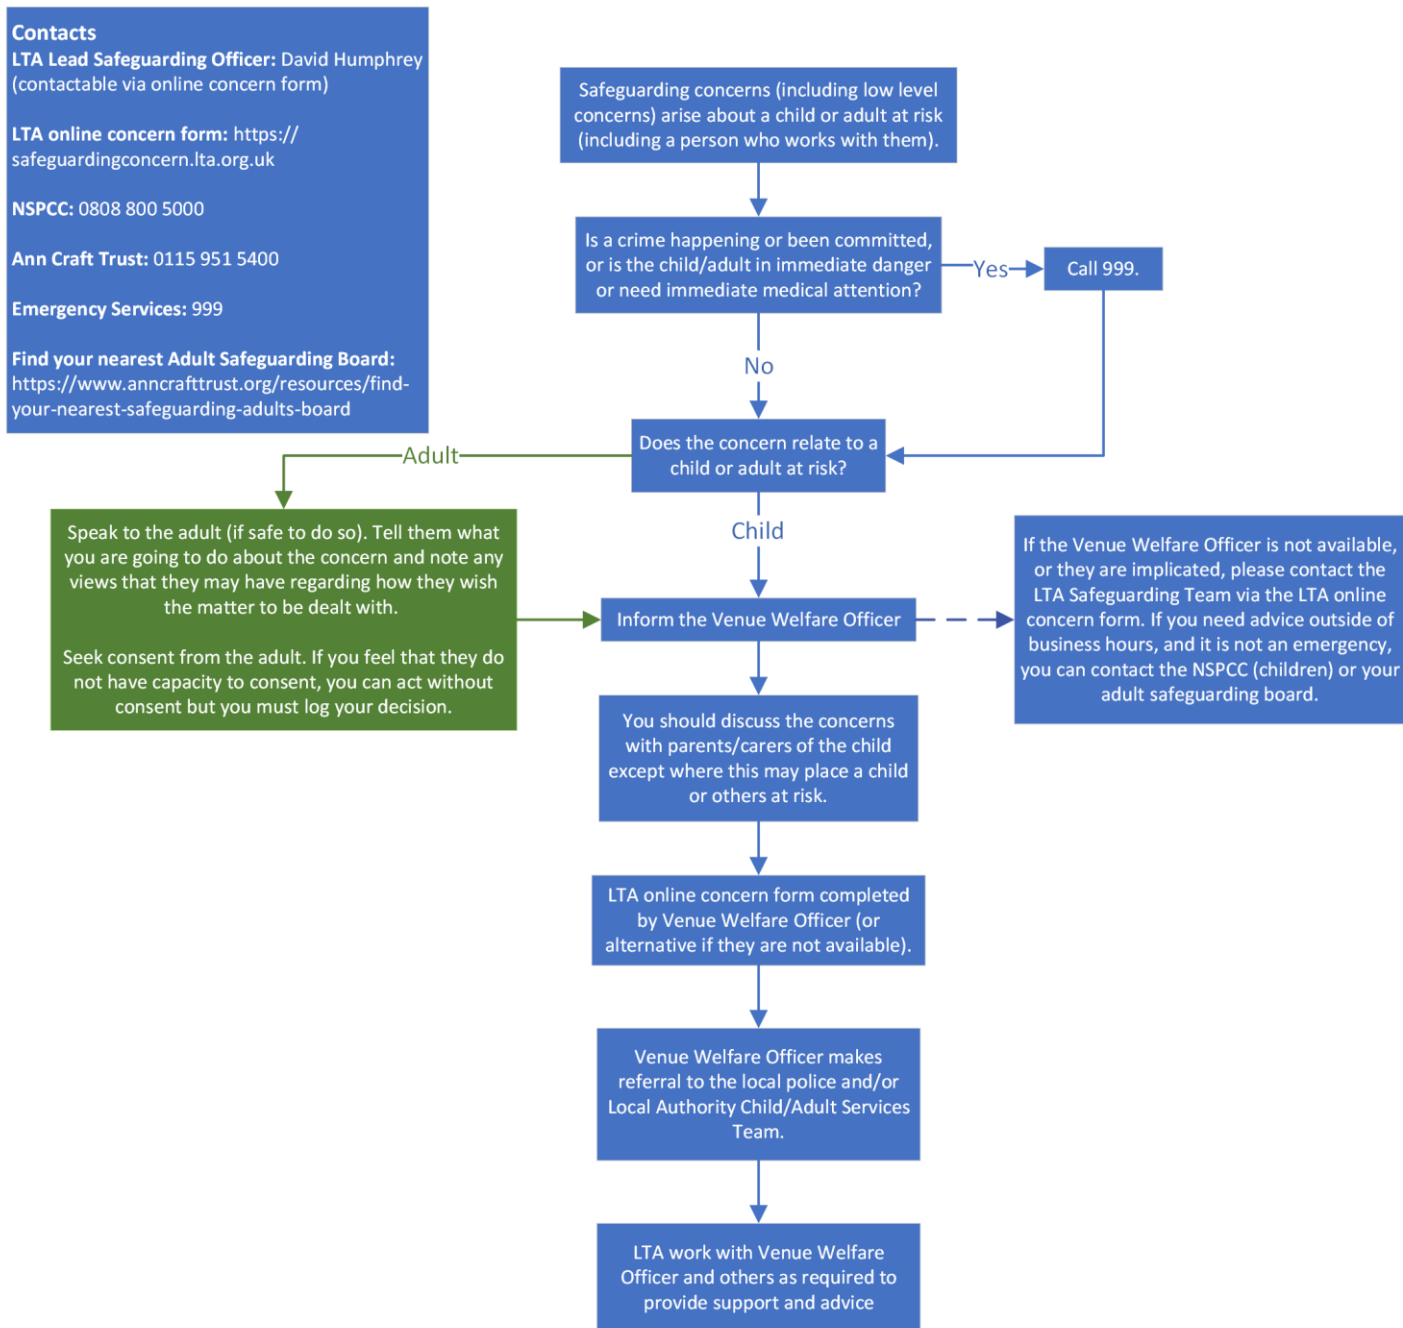 Contacts
LTA Lead Safeguarding Officer: David Humphrey
(contactable via online concern form)
LTA online concern form: https://
safeguardingconcern.lta.org.uk
NSPCC: 0808 800 5000
Ann Craft Trust: 0115 951 5400
Emergency Services: 999
Find your nearest Adult Safeguarding Board:
https://www.anncrafttrust.org/resources/find-
your-nearest-safeguarding-adults-board
Safeguarding concerns (including low level
concerns) arise about a child or adult at risk
(including a person who works with them).
Is a crime happening or been committed,
or is the child/adult in immediate danger
or need immediate medical attention?
Yes
Call 999.
No
Does the concern relate to a
child or adult at risk?
Adult
Child
Speak to the adult (if safe to do so). Tell them what
you are going to do about the concern and note any
views that they may have regarding how they wish
the matter to be dealt with.
Seek consent from the adult. If you feel that they do
not have capacity to consent, you can act without
consent but you must log your decision.
Inform the Venue Welfare Officer
If the Venue Welfare Officer is not available,
or they are implicated, please contact the
LTA Safeguarding Team via the LTA online
concern form. If you need advice outside of
business hours, and it is not an emergency,
you can contact the NSPCC (children) or your
adult safeguarding board.
You should discuss the concerns
with parents/carers of the child
except where this may place a child
or others at risk.
LTA online concern form completed
by Venue Welfare Officer (or
alternative if they are not available).
Venue Welfare Officer makes
referral to the local police and/or
Local Authority Child/Adult Services
Team.
LTA work with Venue Welfare
Officer and others as required to
provide support and advice